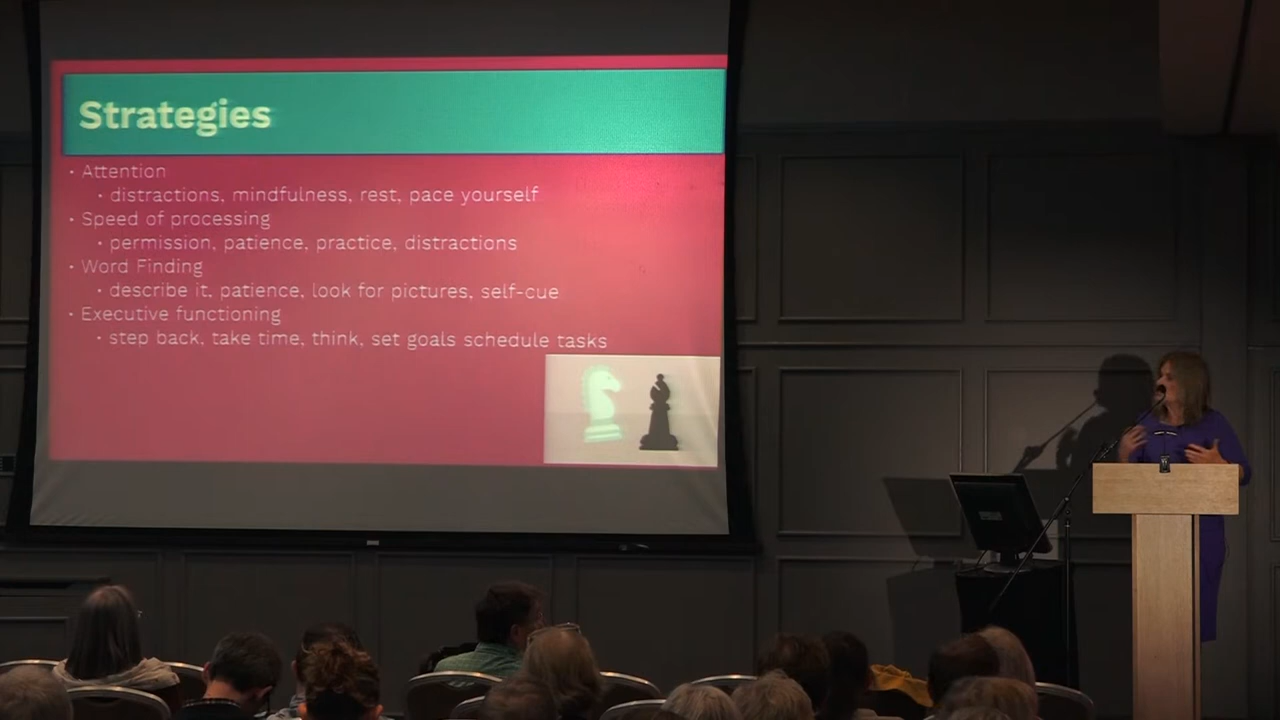 Strategies
• Attention
• distractions, mindfulness, rest, pace yourself
• Speed of processing
• permission, patience, practice, distractions
• Word Finding
• describe it, patience, look for pictures, self-cue
• Executive functioning
• step back, take time, think, set goals schedule tasks